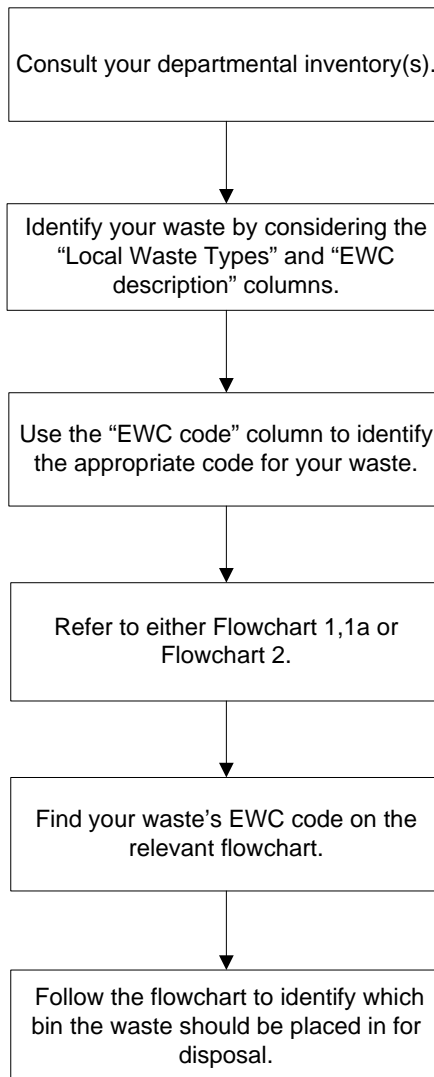 Consult your departmental inventory(s).
Identify your waste by considering the
“Local Waste Types” and “EWC
description” columns.
Use the “EWC code” column to identify
the appropriate code for your waste.
Refer to either Flowchart 1,1a or
Flowchart 2.
Find your waste’s EWC code on the
relevant flowchart.
Follow the flowchart to identify which
bin the waste should be placed in for
disposal.